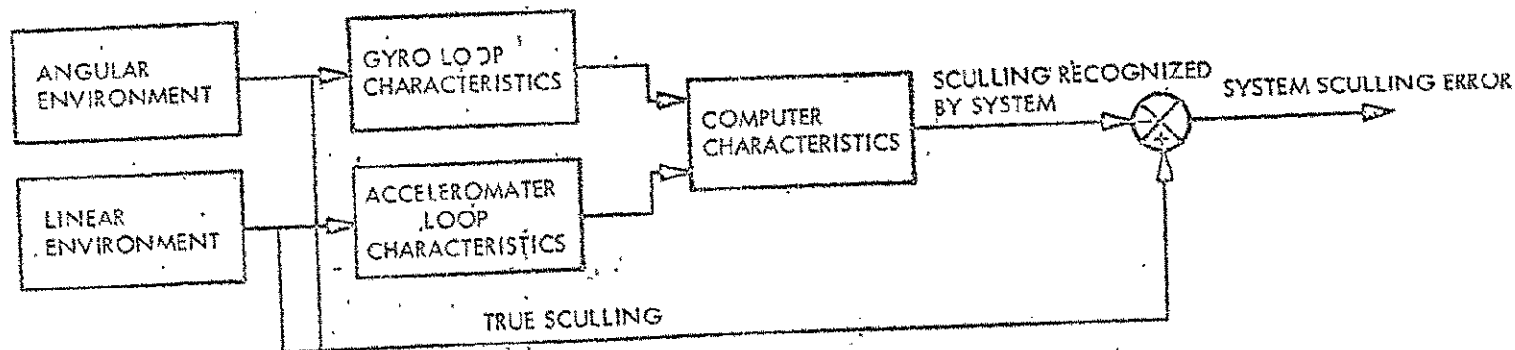 ANGULAR
ENVIRONMENT
GYRO LOOP
CHARACTERISTICS
LINEAR
ENVIRONMENT
ACCELEROMATER
LOOP
CHARACTERISTICS
COMPUTER
CHARACTERISTICS
SCULLING RECOGNIZED
BY SYSTEM
SYSTEM SCULLING ERROR
TRUE SCULLING